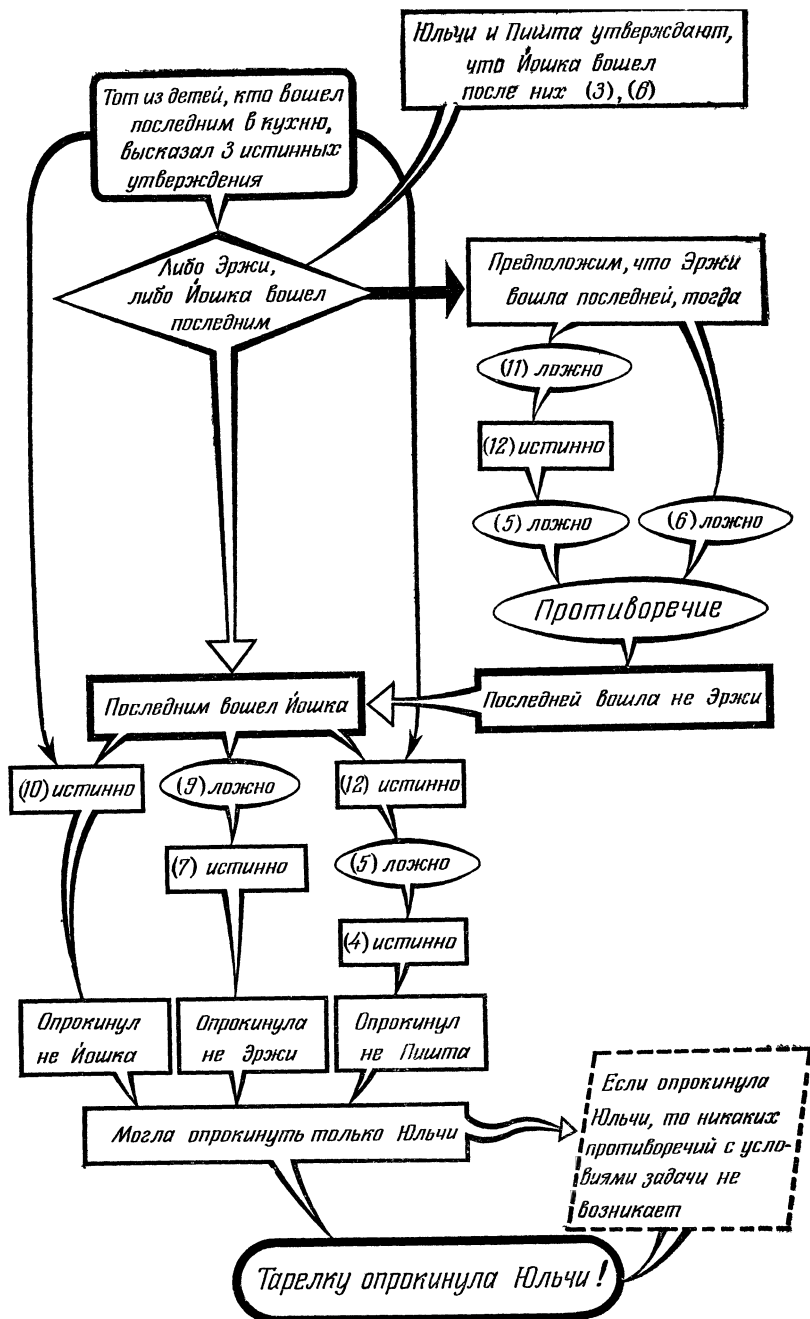 Юльчи и Пишта утверждают,
что Йошка вошел
после них (3), (6)
Тот из детей, кто вошел
последним в кухню,
высказал 3 истинных
утверждения
Либо Эржи,
либо Йошка вошел
последним
Предположим, что Эржи
вошла последней, тогда
(11) ложно
(12) истинно
(5) ложно
(6) ложно
Противоречие
Последним вошел Йошка
Последней вошла не Эржи
(10) истинно
(9) ложно
(12) истинно
(7) истинно
(5) ложно
(4) истинно
Опрокинул
не Йошка
Опрокинула
не Эржи
Опрокинул
не Пишта
Могла опрокинуть только Юльчи
Если опрокинула
Юльчи, то никаких
противоречий с усло-
виями задачи не
возникает
Тарелку опрокинула Юльчи!